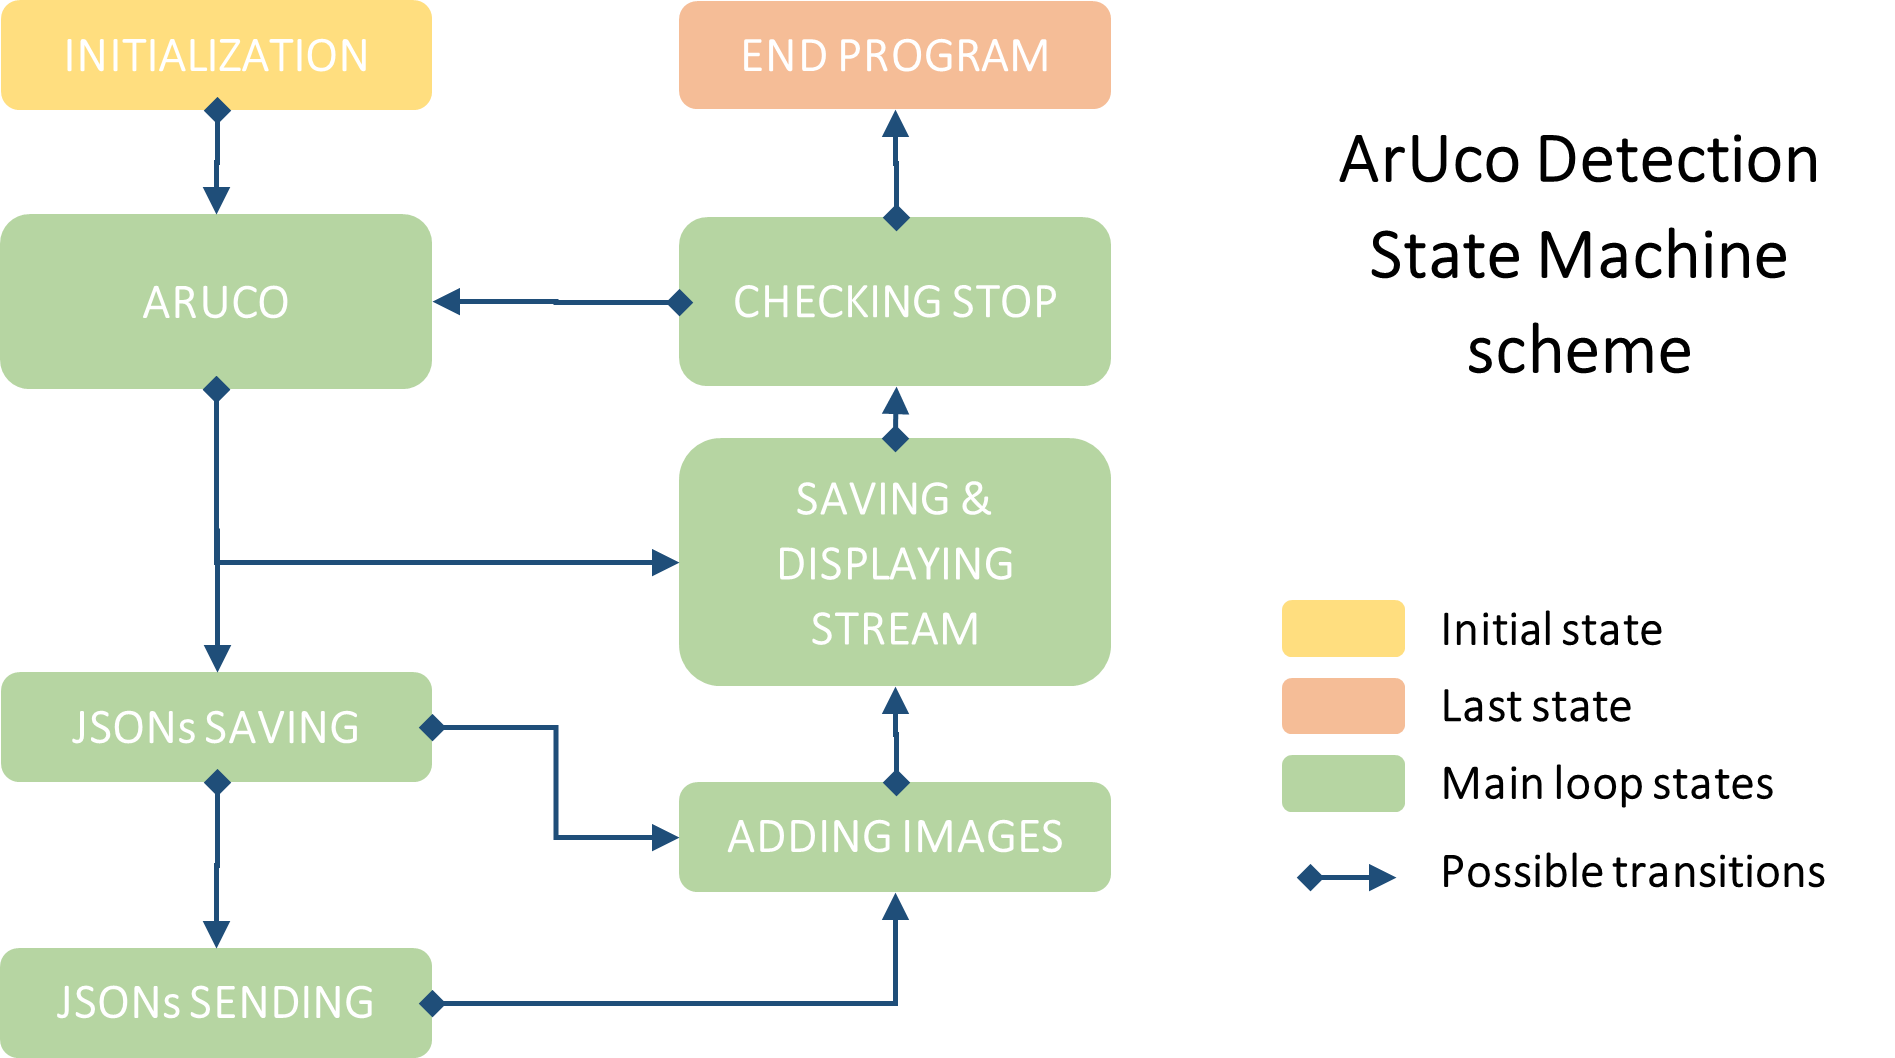 INITIALIZATION
END PROGRAM
ArUco Detection
State Machine
scheme
ARUCO
CHECKING STOP
SAVING &
DISPLAYING
STREAM
Initial state
Last state
Main loop states
Possible transitions
JSONs SAVING
ADDING IMAGES
JSONs SENDING